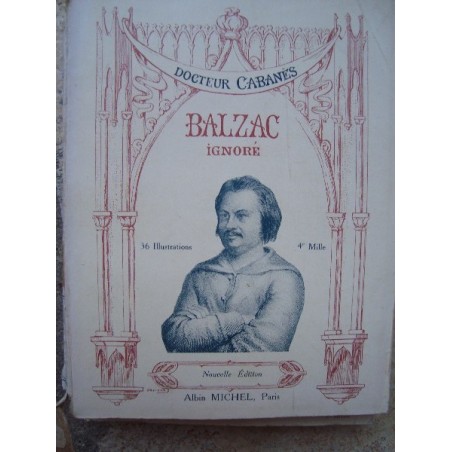 DOCTEUR CABANÈS
BALZAC
IGNORÉ
36 Illustrations
4e Mille
Nouvelle Édition
Albin MICHEL, Paris